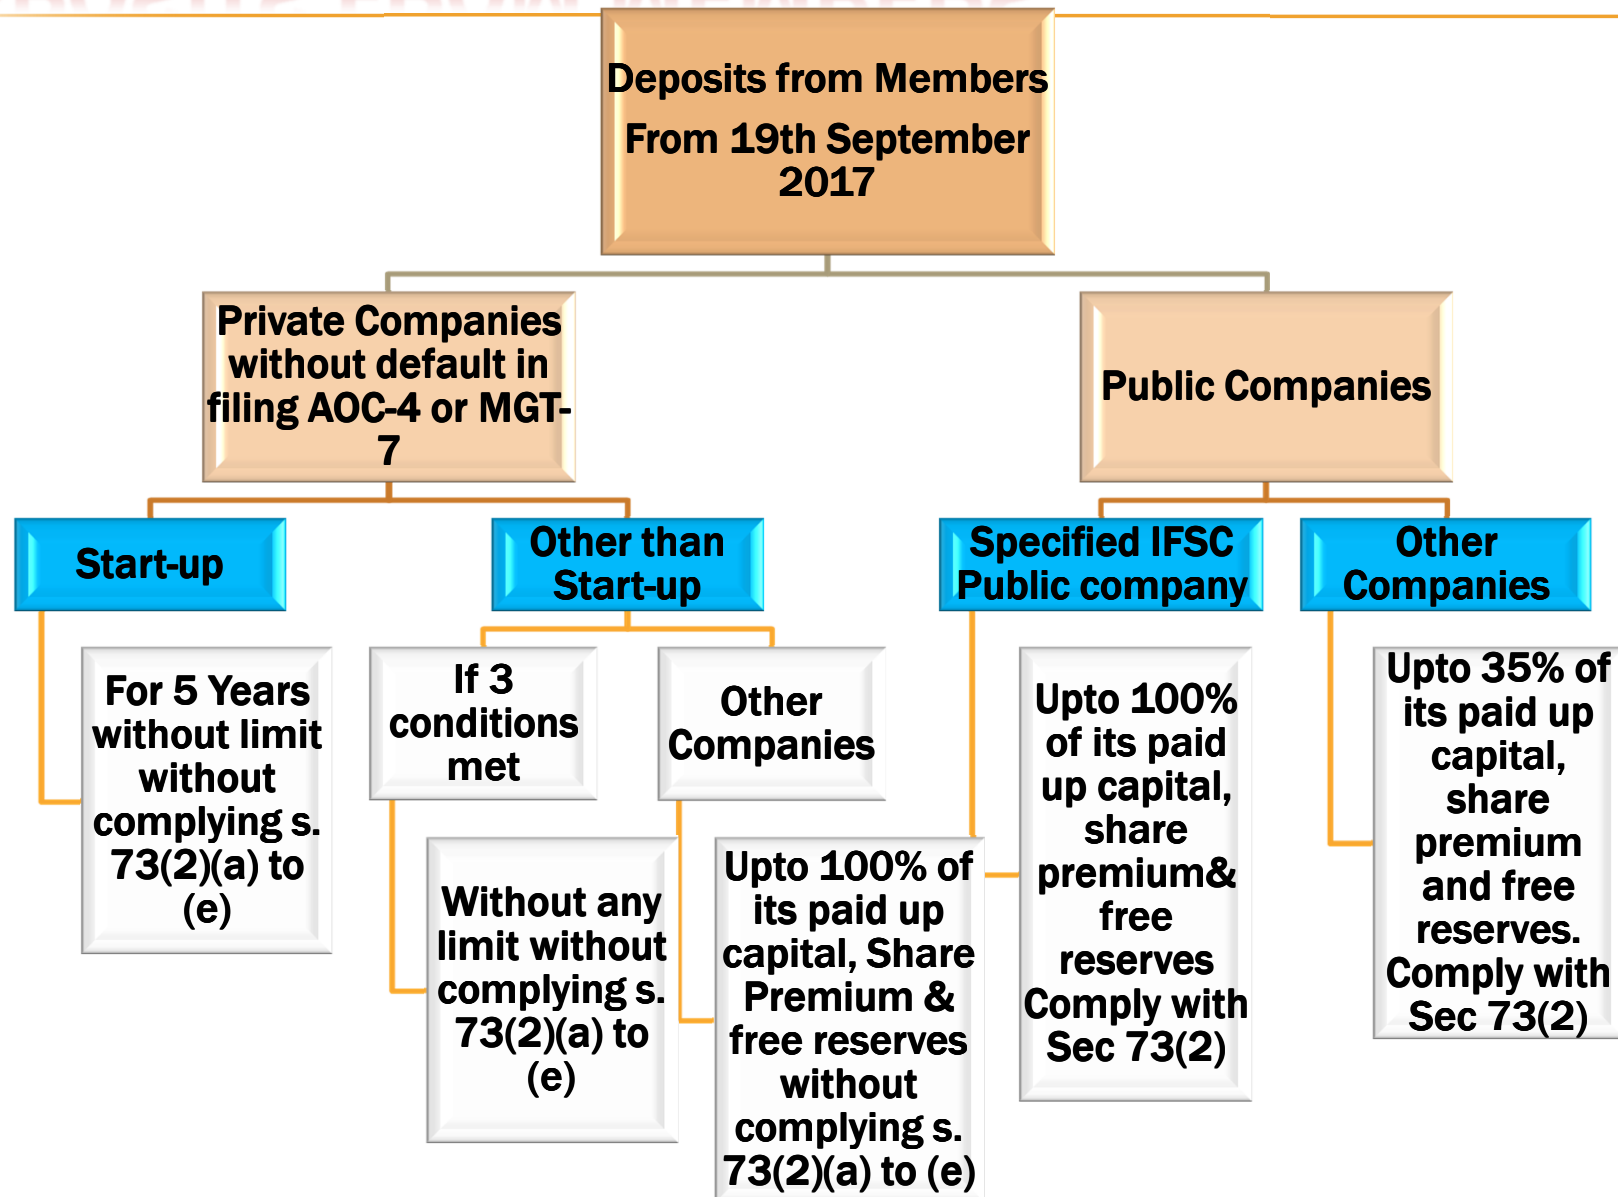 Deposits from Members
From 19th September
2017
Private Companies
without default in
filing AOC-4 or MGT-
7
Public Companies
Start-up
Other than
Start-up
Specified IFSC
Public company
Other
Companies
For 5 Years
without limit
without
complying s.
73(2)(a) to
(e)
If 3
conditions
met
Other
Companies
Without any
limit without
complying s.
73(2)(a) to
(e)
Upto 100% of
its paid up
capital, Share
Premium &
free reserves
without
complying s.
73(2)(a) to (e)
Upto 100%
of its paid
up capital,
share
premium&
free
reserves
Comply with
Sec 73(2)
Upto 35% of
its paid up
capital,
share
premium
and free
reserves.
Comply with
Sec 73(2)